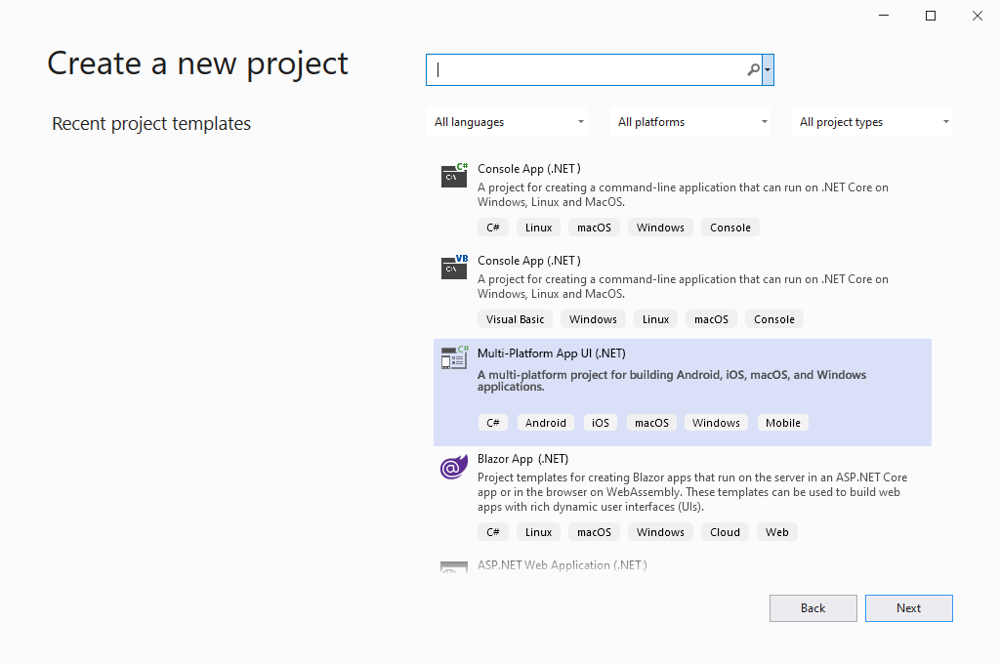 Create a new project
Recent project templates
All languages
All platforms
All project types
C#
C:\
Console App (.NET)
A project for creating a command-line application that can run on .NET Core on
Windows, Linux and MacOS.
C# Linux macOS Windows Console
VB
C:\
Console App (.NET)
A project for creating a command-line application that can run on .NET Core on
Windows, Linux and MacOS.
Visual Basic Windows Linux macOS Console
C#
Multi-Platform App UI (.NET)
A multi-platform project for building Android, iOS, macOS, and Windows
applications.
C# Android iOS macOS Windows Mobile
@
Blazor App (.NET)
Project templates for creating Blazor apps that run on the server in an ASP.NET Core
app or in the browser on WebAssembly. These templates can be used to build web
apps with rich dynamic user interfaces (UIs).
C# Linux macOS Windows Cloud Web
ASP.NET Web Application (.NET:)
Back
Next